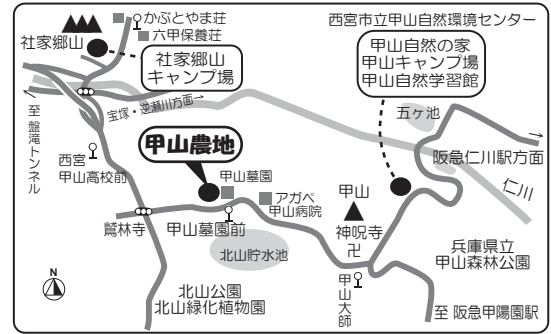 かぶとやま荘
六甲保養荘
社家郷山
社家郷山
キャンプ場
西宮市立甲山自然環境センター
甲山自然の家
甲山キャンプ場
甲山自然学習館
五ヶ池
宝塚・逆瀬川方面→
至 盤滝トンネル
西宮
甲山高校前
甲山農地
甲山墓園
アガペ
甲山病院
甲山
神呪寺
卍
阪急仁川駅方面
仁川
鷲林寺
甲山墓園前
北山貯水池
甲山大師
兵庫県立
甲山森林公園
北山公園
北山緑化植物園
至 阪急甲陽園駅
N